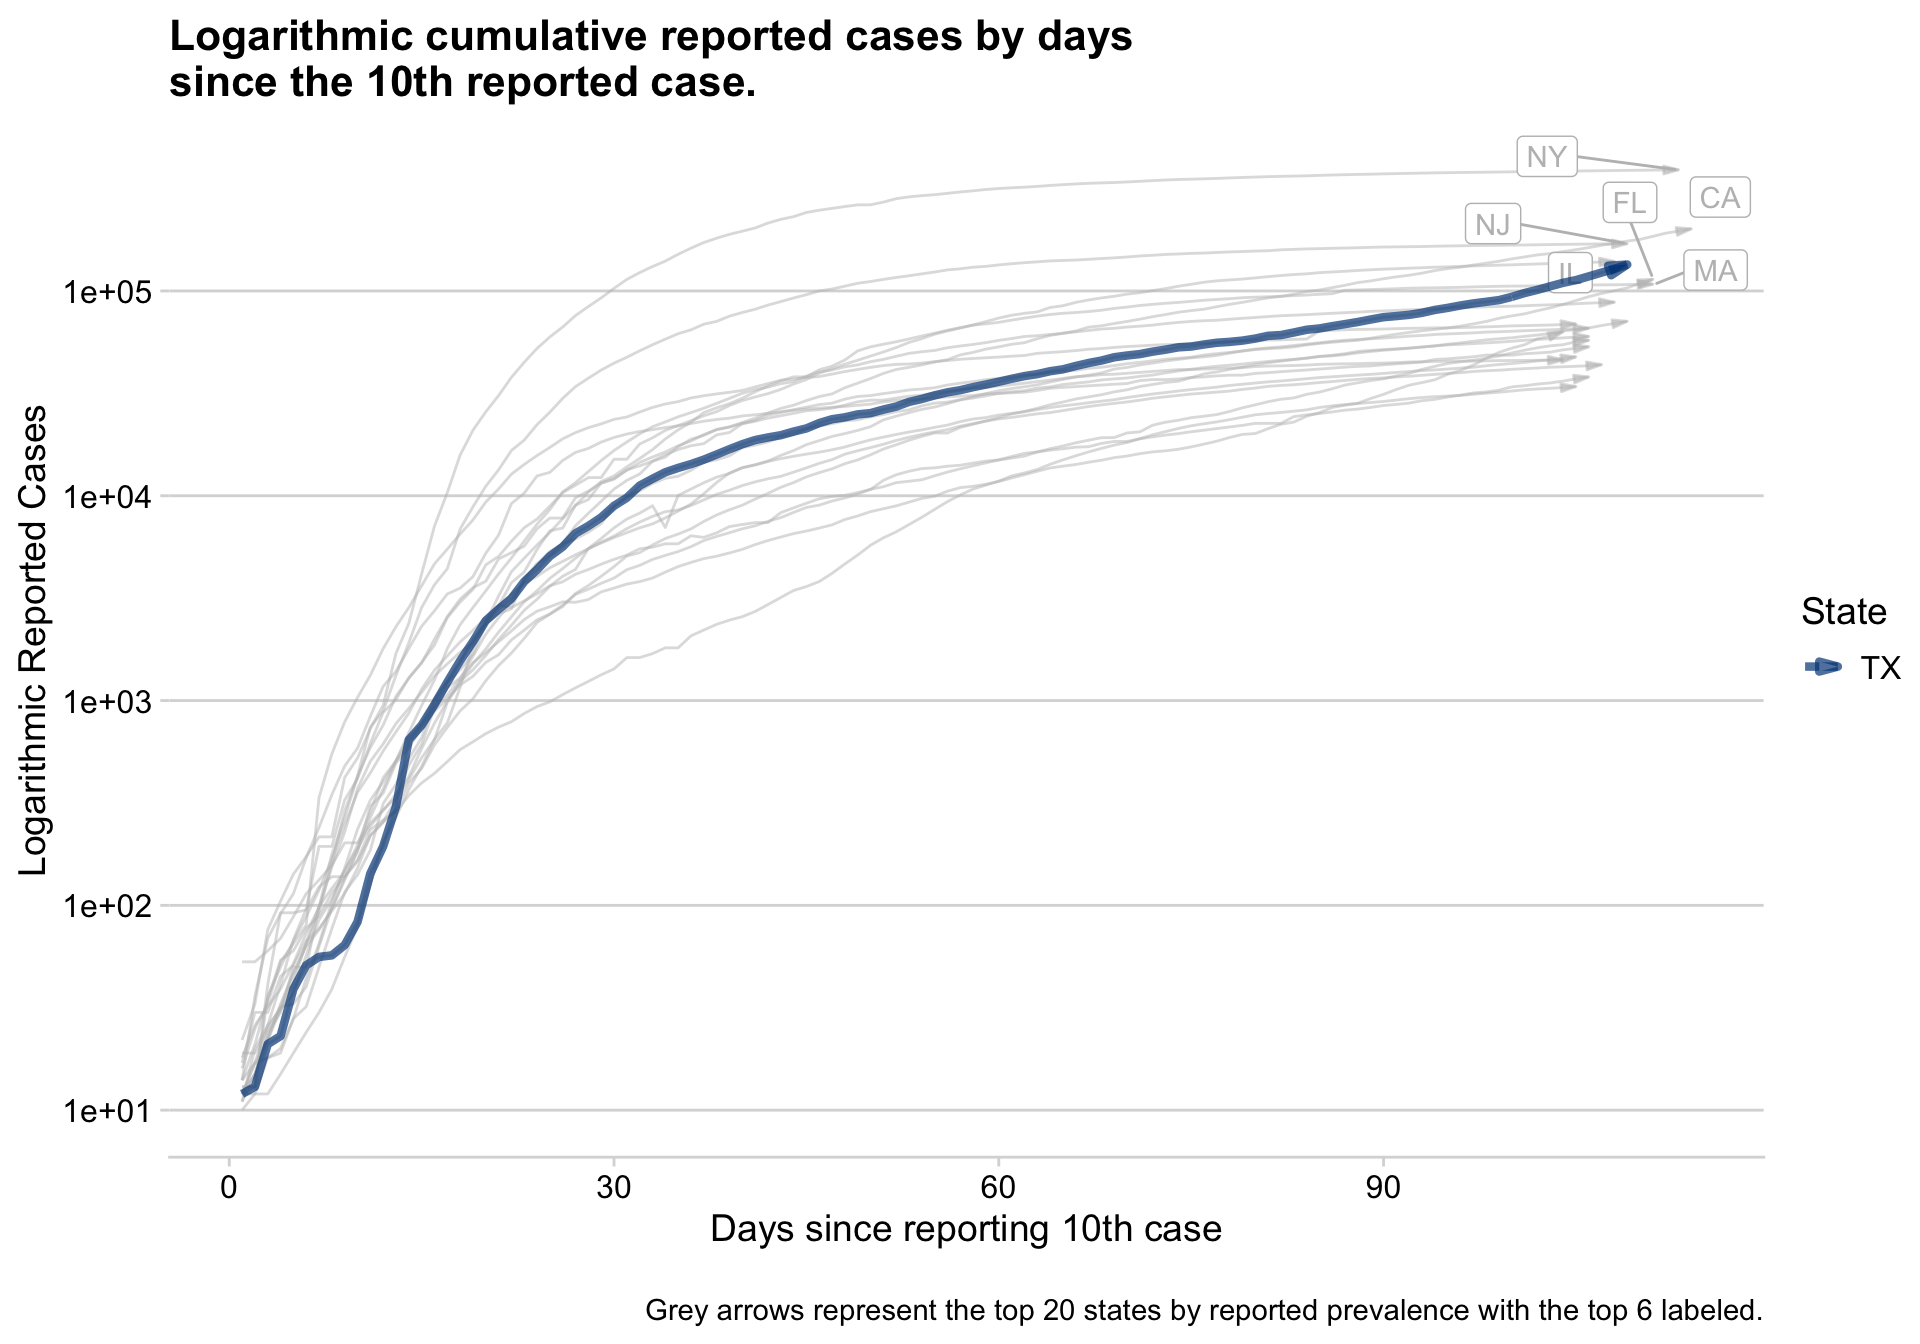 Logarithmic cumulative reported cases by days
since the 10th reported case.
NY
CA
FL
NJ
IL
MA
1e+05
1e+04
1e+03
1e+02
1e+01
Logarithmic Reported Cases
State
TX
0
30
60
90
Days since reporting 10th case
Grey arrows represent the top 20 states by reported prevalence with the top 6 labeled.